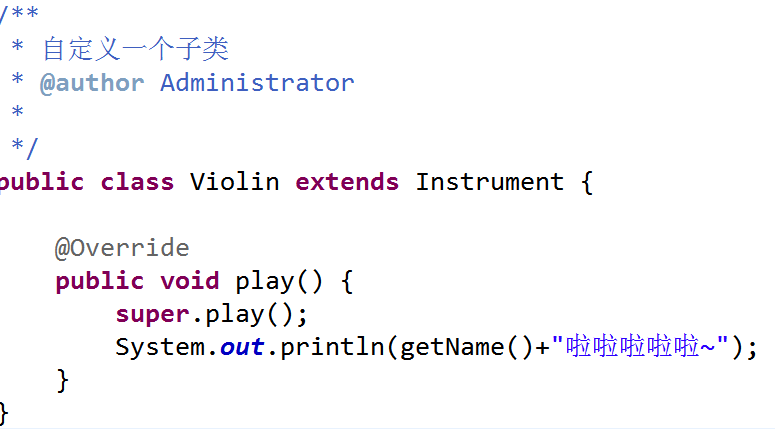 /**
 * 自定义一个子类
 * @author Administrator
 *
 */
public class Violin extends Instrument {
    @Override
    public void play() {
        super.play();
        System.out.println(getName()+"啦啦啦啦啦~");
    }
}